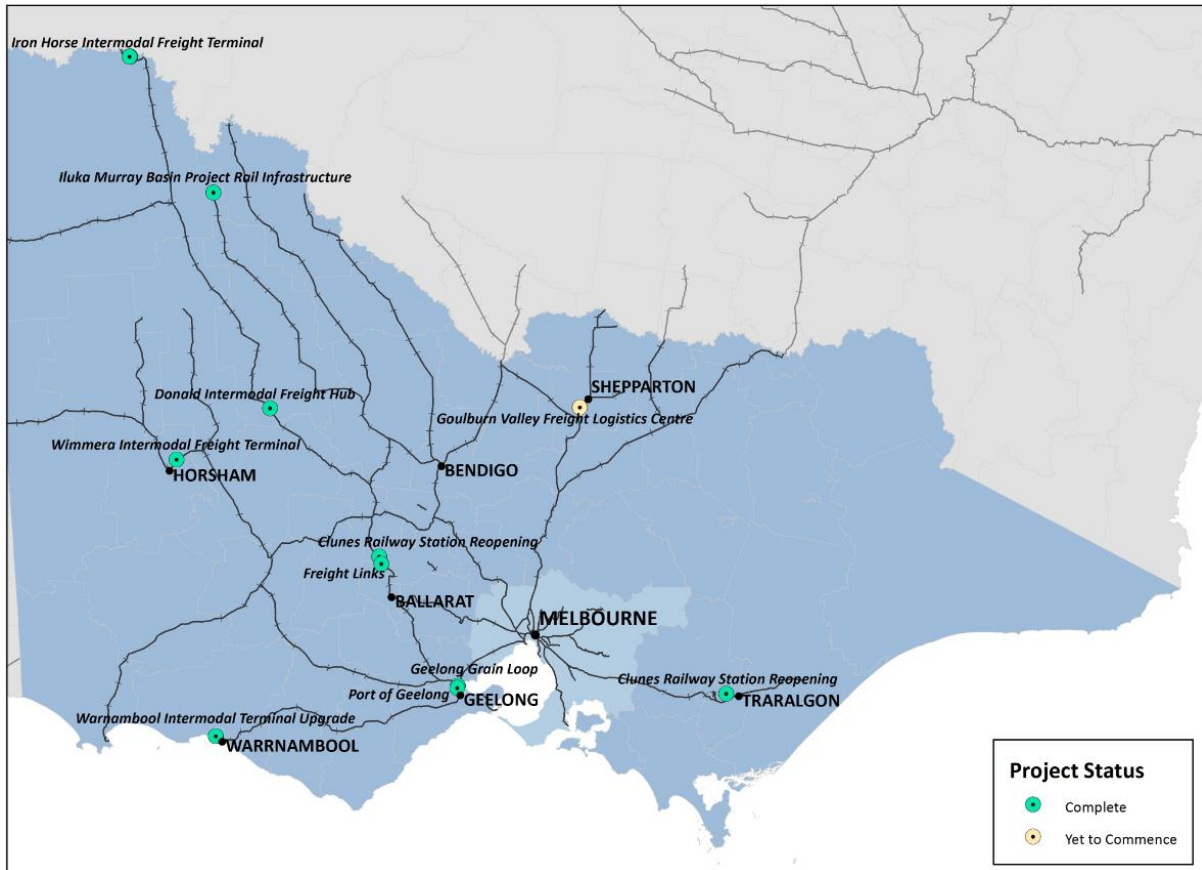 Iron Horse Intermodal Freight Terminal
Iluka Murray Basin Project Rail Infrastructure
SHEPPARTON
Donald Intermodal Freight Hub
Goulburn Valley Freight Logistics Centre
Wimmera Intermodal Freight Terminal
HORSHAM
BENDIGO
Clunes Railway Station Reopening
Freight Links
BALLARAT
MELBOURNE
Geelong Grain Loop
Clunes Railway Station Reopening
Port of Geelong
GEELONG
TRARALGON
Warnambool Intermodal Terminal Upgrade
WARRNAMBOOL
Project Status
Complete
Yet to Commence